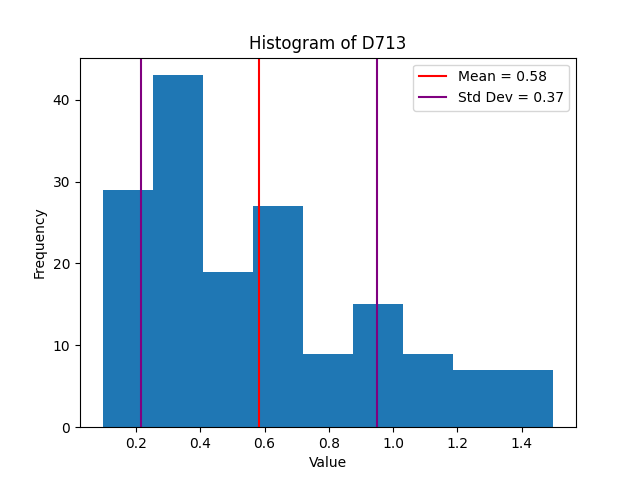 Histogram of D713
Mean = 0.58
Std Dev = 0.37
Frequency
40
30
20
10
0
0.2 0.4 0.6 0.8 1.0 1.2 1.4
Value